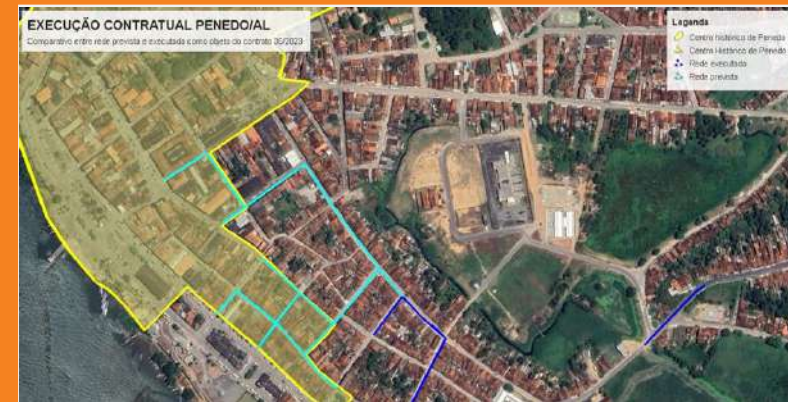 EXECUÇÃO CONTRATUAL PENEDO/AL
Comparativo entre rede prevista e executada como objeto do contrato 06/2023
Legenda
Centro histórico de Penedo
Centro Histórico de Penedo
Rede executada
Rede prevista